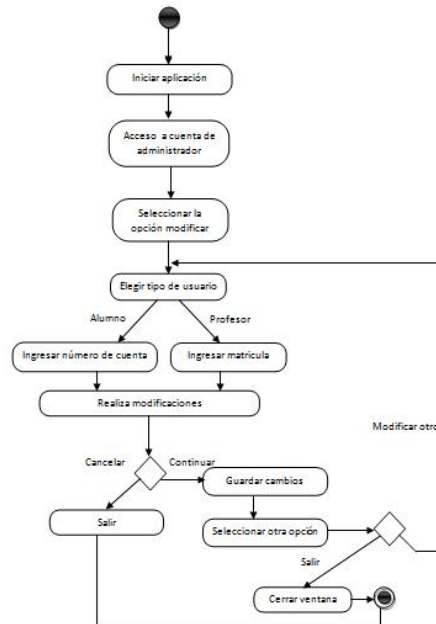 Iniciar aplicación
Acceso a cuenta de
administrador
Seleccionar la
opción modificar
Elegir tipo de usuario
Alumno
Profesor
Ingresar número de cuenta
Ingresar matricula
Realiza modificaciones
Modificar otro
Cancelar
Continuar
Guardar cambios
Salir
Seleccionar otra opción
Salir
Cerrar ventana